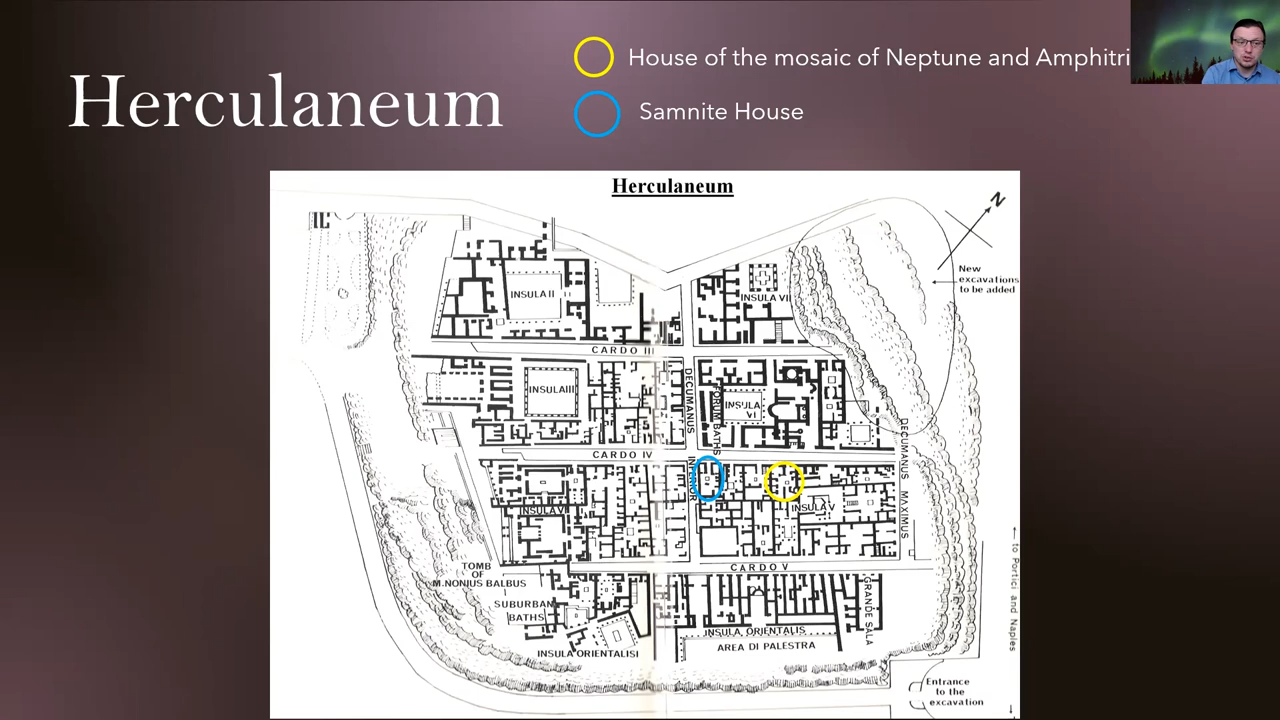 House of the mosaic of Neptune and Amphitri
Herculaneum
Samnite House
Herculaneum
N
New
excavations
to be added
INSULA II
INSULA VII
CARDO III
INSULA III
DECUMANUS
INFERIOR
FORUM BATHS
INSULA
VI
DECUMANUS MAXIMUS
CARDO IV
INSULA V
CARDO V
TOMB
OF
M.NONIUS BALBUS
SUBURBAN
BATHS
GRANDE SALA
INSULA ORIENTALIS
AREA DI PALESTRA
INSULA ORIENTALISI
to Portici and Naples
Entrance
to the
excavation